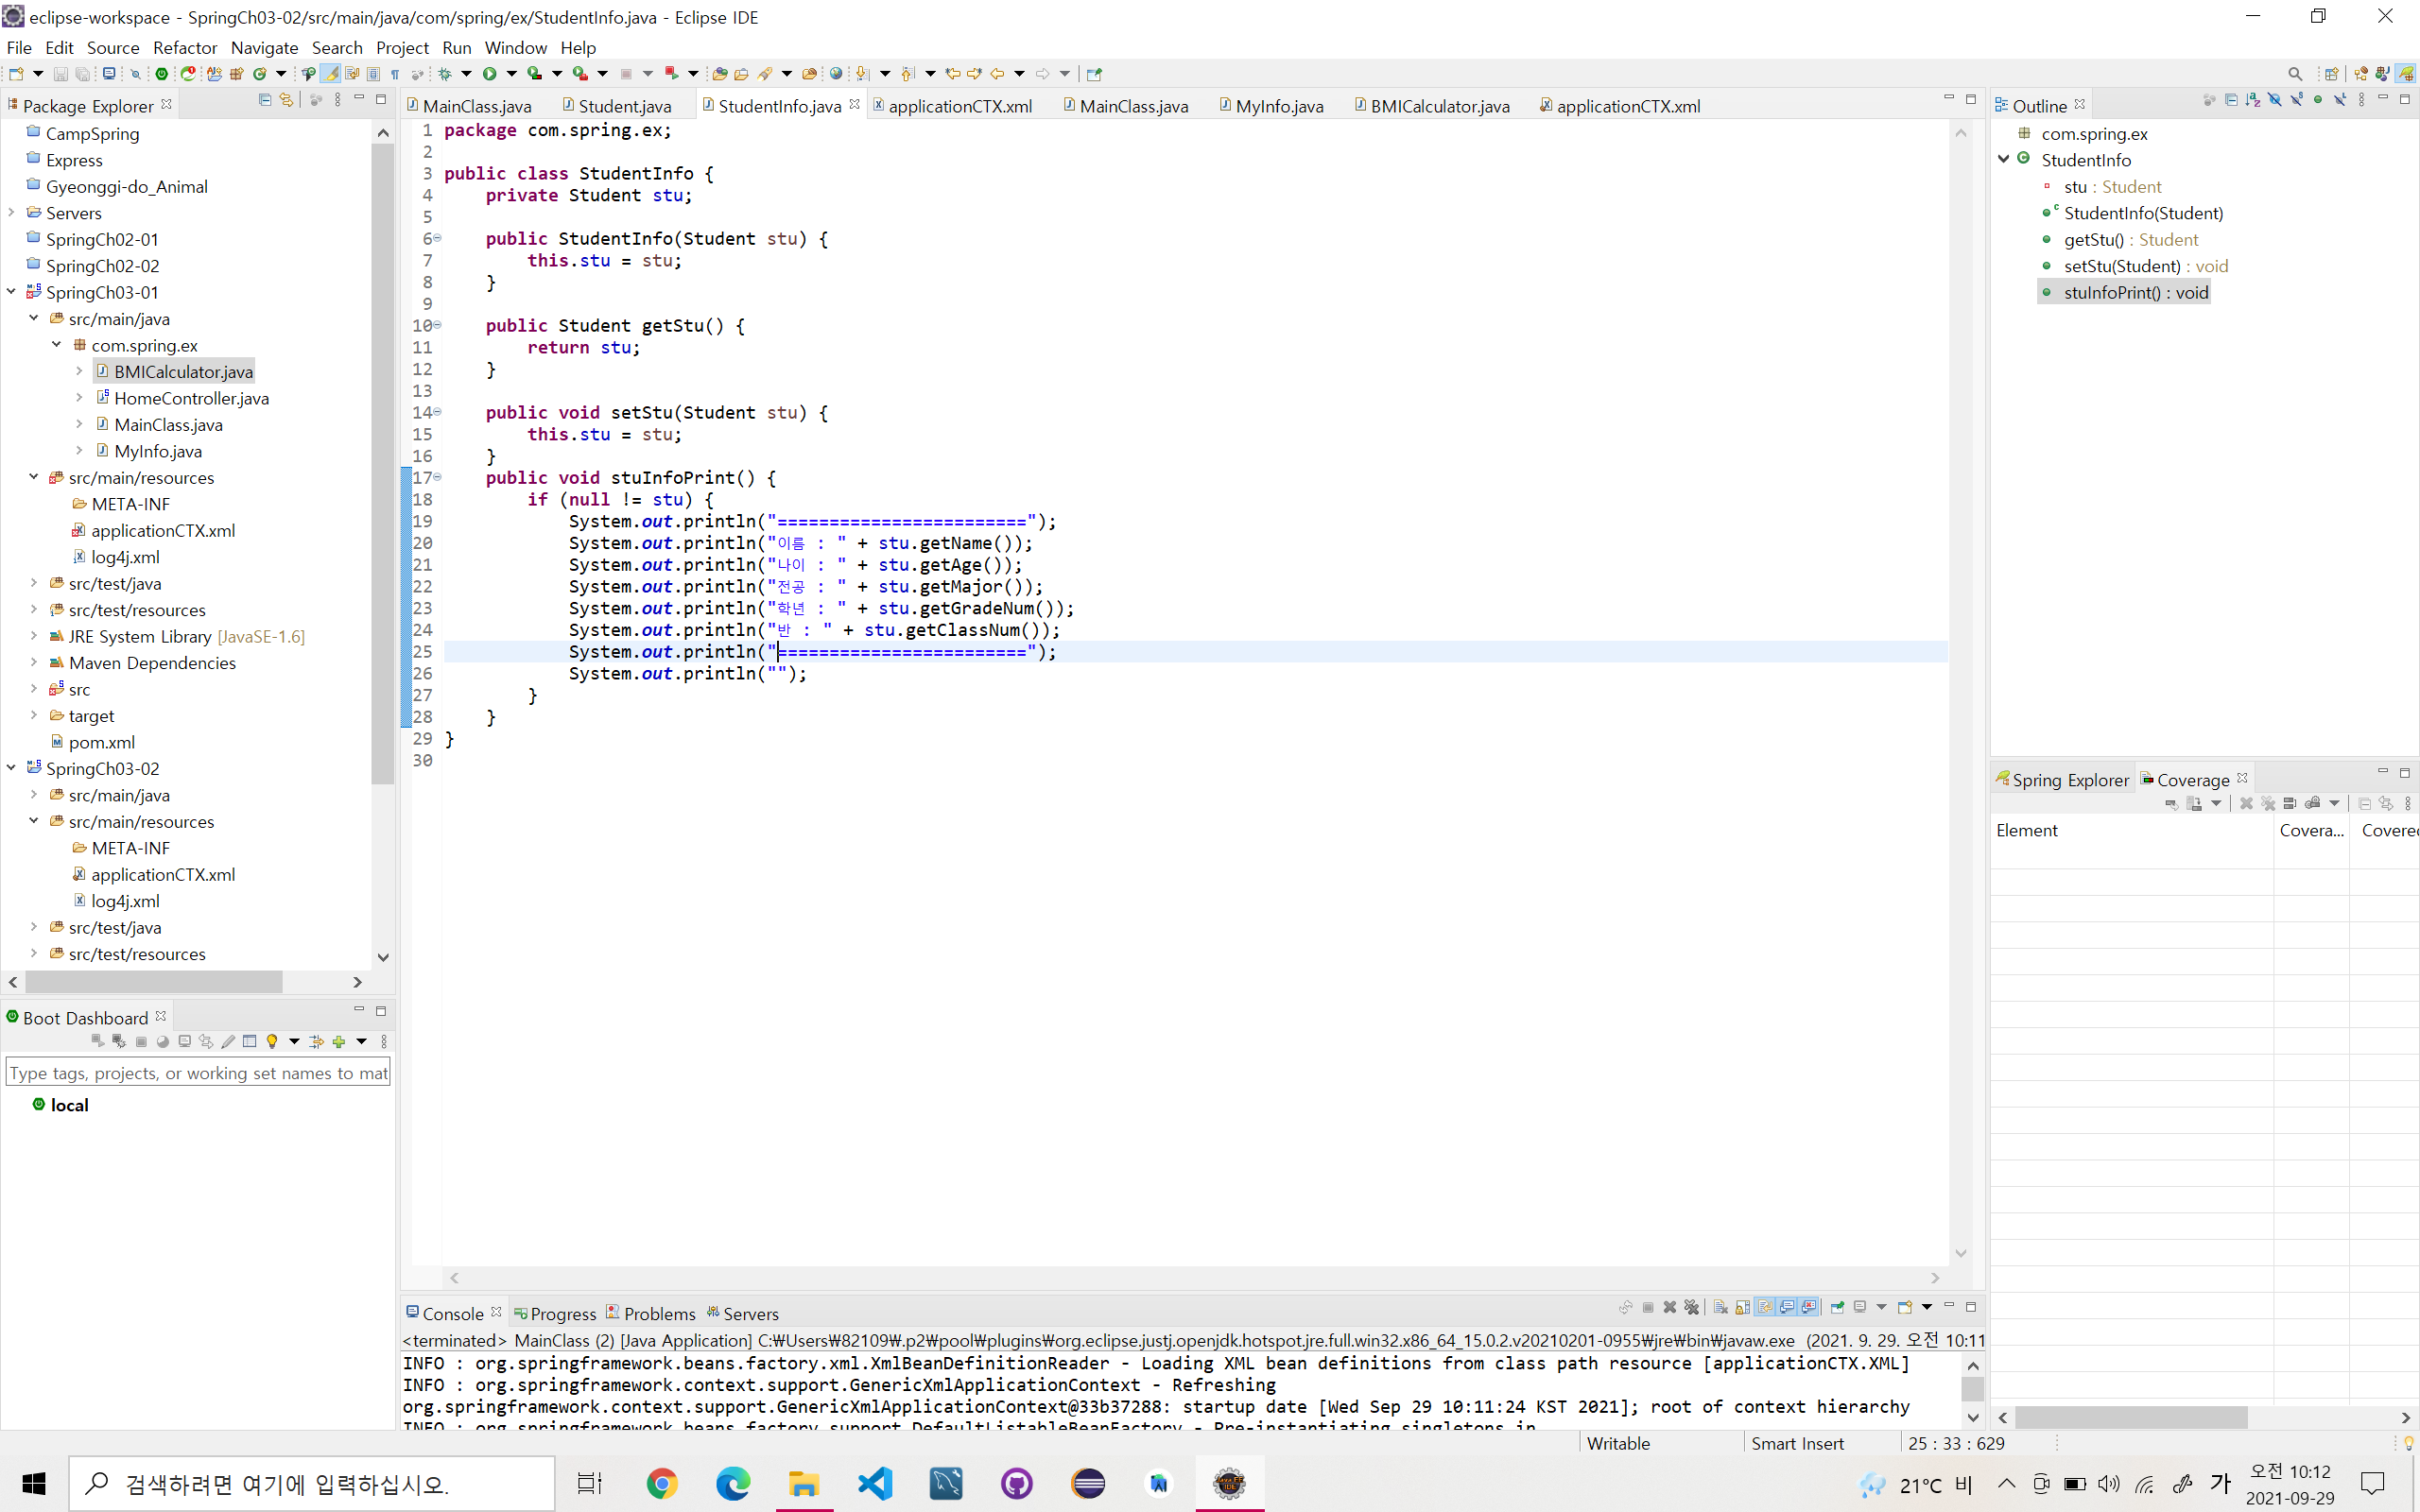 eclipse-workspace - SpringCh03-02/src/main/java/com/spring/ex/StudentInfo.java - Eclipse IDE
File Edit Source Refactor Navigate Search Project Run Window Help
Package Explorer
CampSpring
Express
Gyeonggi-do_Animal
Servers
SpringCh02-01
SpringCh02-02
SpringCh03-01
src/main/java
com.spring.ex
BMICalculator.java
HomeController.java
MainClass.java
MyInfo.java
src/main/resources
META-INF
applicationCTX.xml
log4j.xml
src/test/java
src/test/resources
JRE System Library [JavaSE-1.6]
Maven Dependencies
src
target
pom.xml
SpringCh03-02
src/main/java
src/main/resources
META-INF
applicationCTX.xml
log4j.xml
src/test/java
src/test/resources
Boot Dashboard
Type tags, projects, or working set names to mat
local
MainClass.java Student.java StudentInfo.java applicationCTX.xml MainClass.java MyInfo.java BMICalculator.java applicationCTX.xml
1 package com.spring.ex;
2
3 public class StudentInfo {
4 private Student stu;
5
6 public StudentInfo(Student stu) {
7 this.stu = stu;
8 }
9
10 public Student getStu() {
11 return stu;
12 }
13
14 public void setStu(Student stu) {
15 this.stu = stu;
16 }
17 public void stuInfoPrint() {
18 if (null != stu) {
19 System.out.println("========================");
20 System.out.println("이름 : " + stu.getName());
21 System.out.println("나이 : " + stu.getAge());
22 System.out.println("전공 : " + stu.getMajor());
23 System.out.println("학년 : " + stu.getGradeNum());
24 System.out.println("반 : " + stu.getClassNum());
25 System.out.println("========================");
26 System.out.println("");
27 }
28 }
29 }
30
Outline
com.spring.ex
StudentInfo
stu : Student
StudentInfo(Student)
getStu() : Student
setStu(Student) : void
stuInfoPrint() : void
Spring Explorer Coverage
Element Covera... Covered
Console Progress Problems Servers
<terminated> MainClass (2) [Java Application] C:₩Users₩82109₩.p2₩pool₩plugins₩org.eclipse.justj.openjdk.hotspot.jre.full.win32.x86_64_15.0.2.v20210201-0955₩jre₩bin₩javaw.exe (2021. 9. 29. 오전 10:11
INFO : org.springframework.beans.factory.xml.XmlBeanDefinitionReader - Loading XML bean definitions from class path resource [applicationCTX.XML]
INFO : org.springframework.context.support.GenericXmlApplicationContext - Refreshing
org.springframework.context.support.GenericXmlApplicationContext@33b37288: startup date [Wed Sep 29 10:11:24 KST 2021]; root of context hierarchy
INFO : org.springframework.beans.factory.support.DefaultListableBeanFactory - Pre-instantiating singletons in
Writable Smart Insert 25 : 33 : 629
검색하려면 여기에 입력하십시오.
21°C 비
가
오전 10:12
2021-09-29